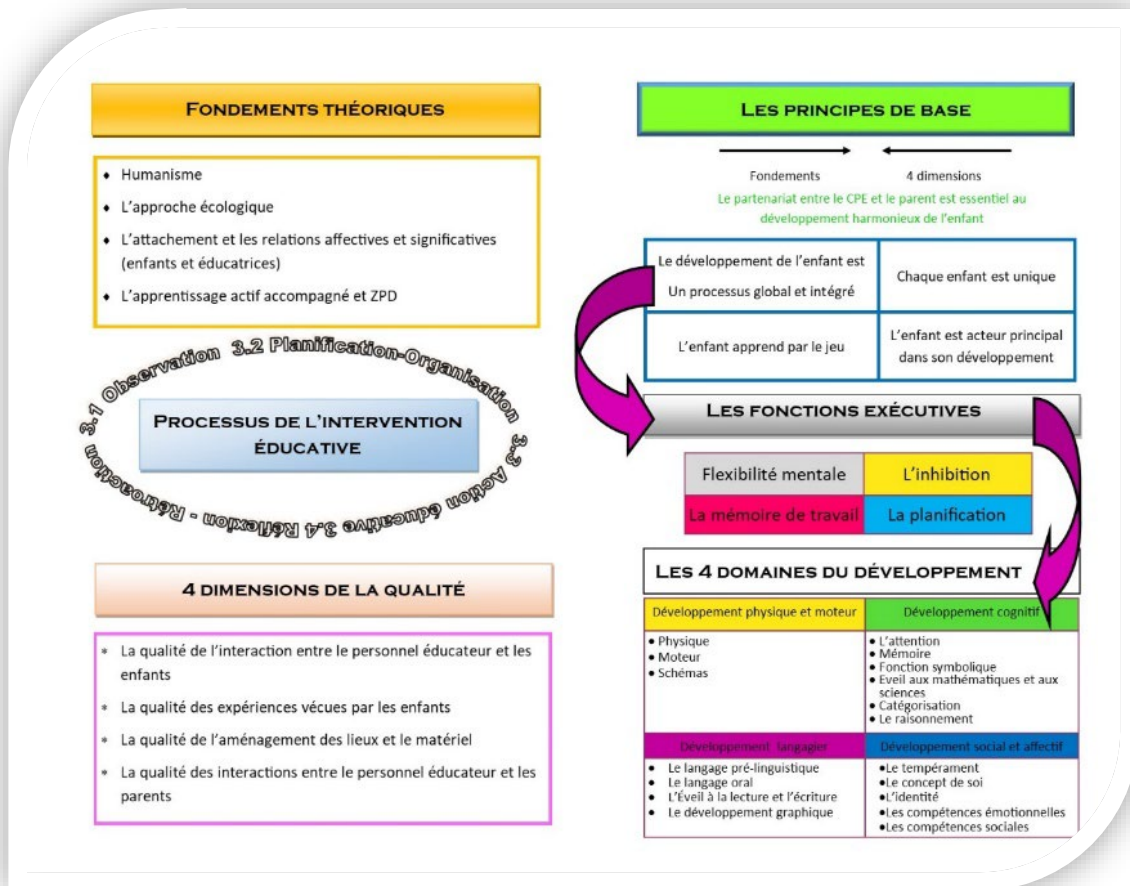 FONDEMENTS THÉORIQUES
♦ Humanisme
♦ L'approche écologique
♦ L'attachement et les relations affectives et significatives
(enfants et éducatrices)
♦ L'apprentissage actif accompagné et ZPD
3.1 Observation 3.2 Planification-Organisation 3.3 Action éducative 3.4 Réflexion - Rétroaction
PROCESSUS DE L'INTERVENTION
ÉDUCATIVE
4 DIMENSIONS DE LA QUALITÉ
* La qualité de l'interaction entre le personnel éducateur et les
enfants
* La qualité des expériences vécues par les enfants
* La qualité de l'aménagement des lieux et le matériel
* La qualité des interactions entre le personnel éducateur et les
parents
LES PRINCIPES DE BASE
Fondements 4 dimensions
Le partenariat entre le CPE et le parent est essentiel au
développement harmonieux de l'enfant
Le développement de l'enfant est
Un processus global et intégré
Chaque enfant est unique
L'enfant apprend par le jeu
L'enfant est acteur principal
dans son développement
LES FONCTIONS EXÉCUTIVES
Flexibilité mentale
L'inhibition
La mémoire de travail
La planification
LES 4 DOMAINES DU DÉVELOPPEMENT
Développement physique et moteur
• Physique
• Moteur
• Schémas
Développement cognitif
• L'attention
• Mémoire
• Fonction symbolique
• Eveil aux mathématiques et aux
sciences
• Catégorisation
• Le raisonnement
Développement langagier
• Le langage pré-linguistique
• Le langage oral
• L'Éveil à la lecture et l'écriture
• Le développement graphique
Développement social et affectif
•Le tempérament
•Le concept de soi
•L'identité
•Les compétences émotionnelles
•Les compétences sociales